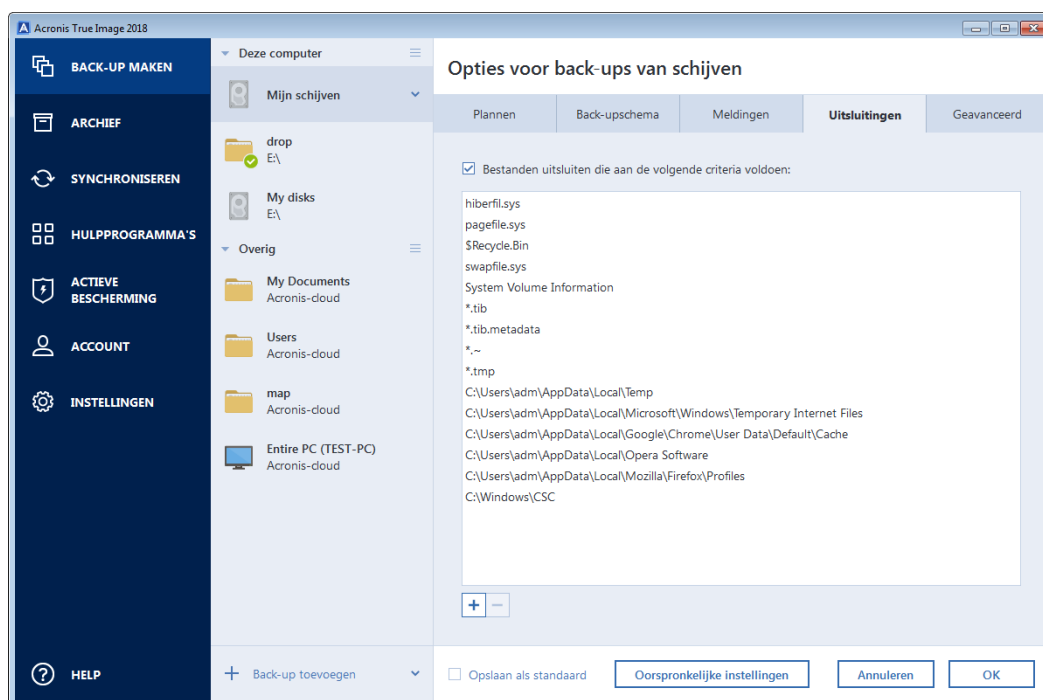 Acronis True Image 2018
BACK-UP MAKEN
ARCHIEF
SYNCHRONISEREN
HULPPROGRAMMA'S
ACTIEVE
BESCHERMING
ACCOUNT
INSTELLINGEN
HELP
Deze computer
Mijn schijven
drop
E:\
My disks
E:\
Overig
My Documents
Acronis-cloud
Users
Acronis-cloud
map
Acronis-cloud
Entire PC (TEST-PC)
Acronis-cloud
Back-up toevoegen
Opties voor back-ups van schijven
Plannen Back-upschema Meldingen Uitsluitingen Geavanceerd
Bestanden uitsluiten die aan de volgende criteria voldoen:
hiberfil.sys
pagefile.sys
$Recycle.Bin
swapfile.sys
System Volume Information
*.tib
*.tib.metadata
*.~
*.tmp
C:\Users\adm\AppData\Local\Temp
C:\Users\adm\AppData\Local\Microsoft\Windows\Temporary Internet Files
C:\Users\adm\AppData\Local\Google\Chrome\User Data\Default\Cache
C:\Users\adm\AppData\Local\Opera Software
C:\Users\adm\AppData\Local\Mozilla\Firefox\Profiles
C:\Windows\CSC
Opslaan als standaard Oorspronkelijke instellingen Annuleren OK